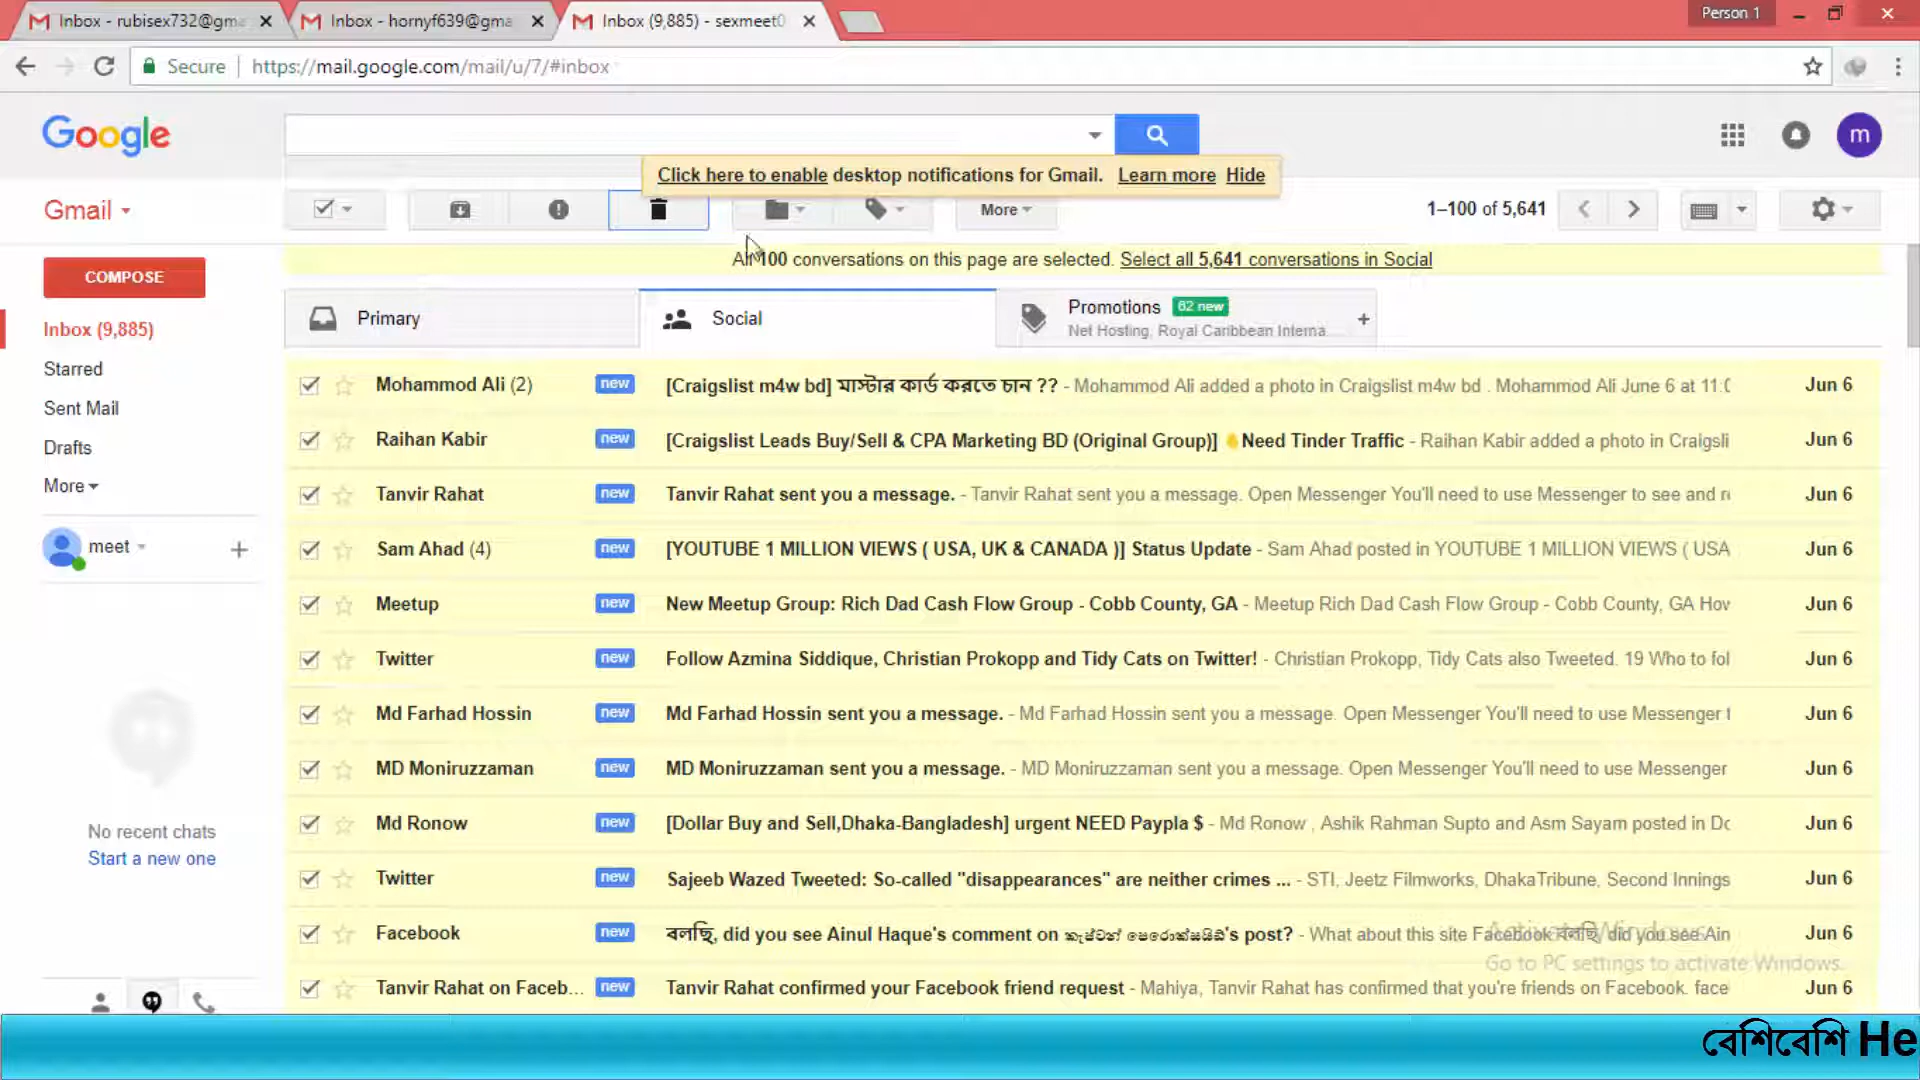 Inbox - rubisex732@gma
Inbox - hornyf639@gma
Inbox (9,885) - sexmeet0
Person 1
Secure
https://mail.google.com/mail/u/7/#inbox
Google
m
Click here to enable desktop notifications for Gmail. Learn more Hide
Gmail
More
1–100 of 5,641
All 100 conversations on this page are selected. Select all 5,641 conversations in Social
COMPOSE
Inbox (9,885)
Starred
Sent Mail
Drafts
More
meet
No recent chats
Start a new one
Primary
Social
Promotions 62 new
Net Hosting, Royal Caribbean Interna...
Mohammod Ali (2) new [Craigslist m4w bd] মাস্টার কার্ড করতে চান ?? - Mohammod Ali added a photo in Craigslist m4w bd . Mohammod Ali June 6 at 11:0 Jun 6
Raihan Kabir new [Craigslist Leads Buy/Sell & CPA Marketing BD (Original Group)] Need Tinder Traffic - Raihan Kabir added a photo in Craigsli Jun 6
Tanvir Rahat new Tanvir Rahat sent you a message. - Tanvir Rahat sent you a message. Open Messenger You'll need to use Messenger to see and re Jun 6
Sam Ahad (4) new [YOUTUBE 1 MILLION VIEWS ( USA, UK & CANADA )] Status Update - Sam Ahad posted in YOUTUBE 1 MILLION VIEWS ( USA Jun 6
Meetup new New Meetup Group: Rich Dad Cash Flow Group - Cobb County, GA - Meetup Rich Dad Cash Flow Group - Cobb County, GA How Jun 6
Twitter new Follow Azmina Siddique, Christian Prokopp and Tidy Cats on Twitter! - Christian Prokopp, Tidy Cats also Tweeted. 19 Who to fol Jun 6
Md Farhad Hossin new Md Farhad Hossin sent you a message. - Md Farhad Hossin sent you a message. Open Messenger You'll need to use Messenger t Jun 6
MD Moniruzzaman new MD Moniruzzaman sent you a message. - MD Moniruzzaman sent you a message. Open Messenger You'll need to use Messenger Jun 6
Md Ronow new [Dollar Buy and Sell,Dhaka-Bangladesh] urgent NEED Paypla $ - Md Ronow , Ashik Rahman Supto and Asm Sayam posted in Do Jun 6
Twitter new Sajeeb Wazed Tweeted: So-called "disappearances" are neither crimes ... - STI, Jeetz Filmworks, DhakaTribune, Second Innings Jun 6
Facebook new বলছি, did you see Ainul Haque's comment on 's post? - What about this site Facebook বলছি did you see Ain Jun 6
Tanvir Rahat on Faceb... new Tanvir Rahat confirmed your Facebook friend request - Mahiya, Tanvir Rahat has confirmed that you're friends on Facebook. face Jun 6
Activate Windows
Go to PC settings to activate Windows.
বেশিবেশি He